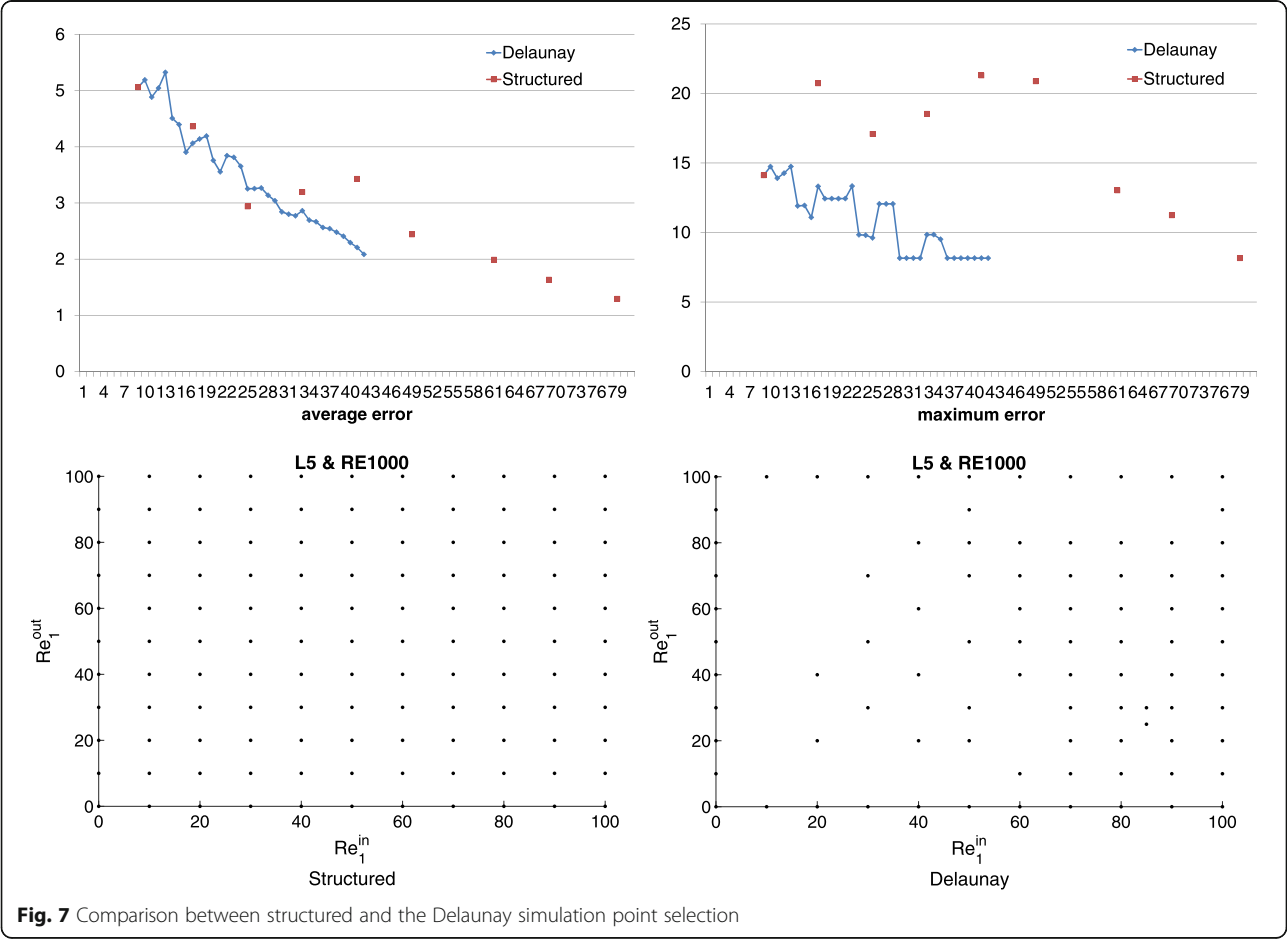 6
5
4
3
2
1
0
Delaunay
Structured
1 4 7 10 13 16 19 22 25 28 31 34 37 40 43 46 49 52 55 58 61 64 67 70 73 76 79
average error
25
20
15
10
5
0
Delaunay
Structured
1 4 7 10 13 16 19 22 25 28 31 34 37 40 43 46 49 52 55 58 61 64 67 70 73 76 79
maximum error
L5 & RE1000
100
80
60
40
20
0
Re1out
0 20 40 60 80 100
Re1in
Structured
L5 & RE1000
100
80
60
40
20
0
Re1out
0 20 40 60 80 100
Re1in
Delaunay
Fig. 7 Comparison between structured and the Delaunay simulation point selection